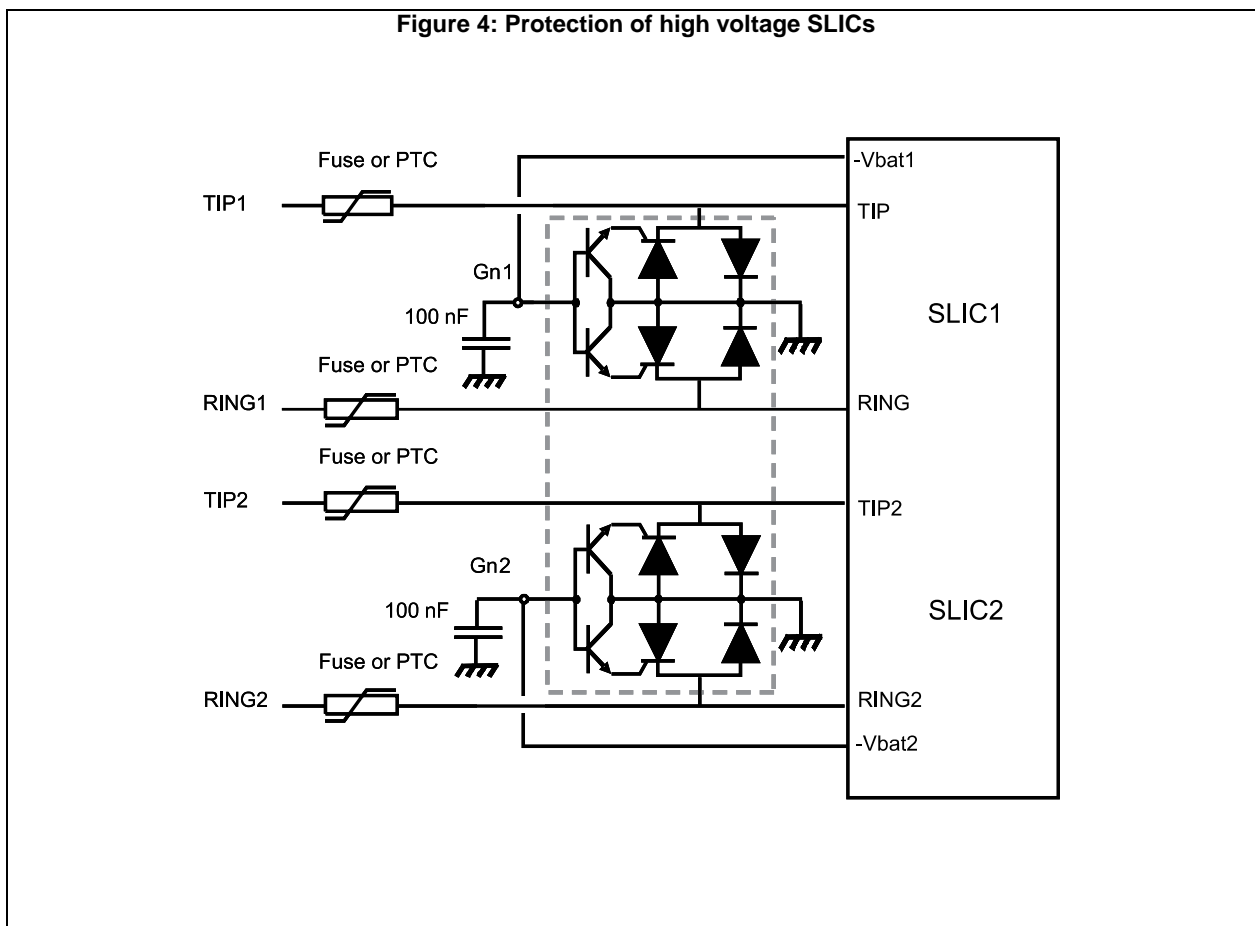 Figure 4: Protection of high voltage SLICs
-Vbat1
Fuse or PTC
TIP1
TIP
Gn1
SLIC1
100 nF
Fuse or PTC
RING1
RING
Fuse or PTC
TIP2
TIP2
Gn2
100 nF
SLIC2
Fuse or PTC
RING2
RING2
-Vbat2